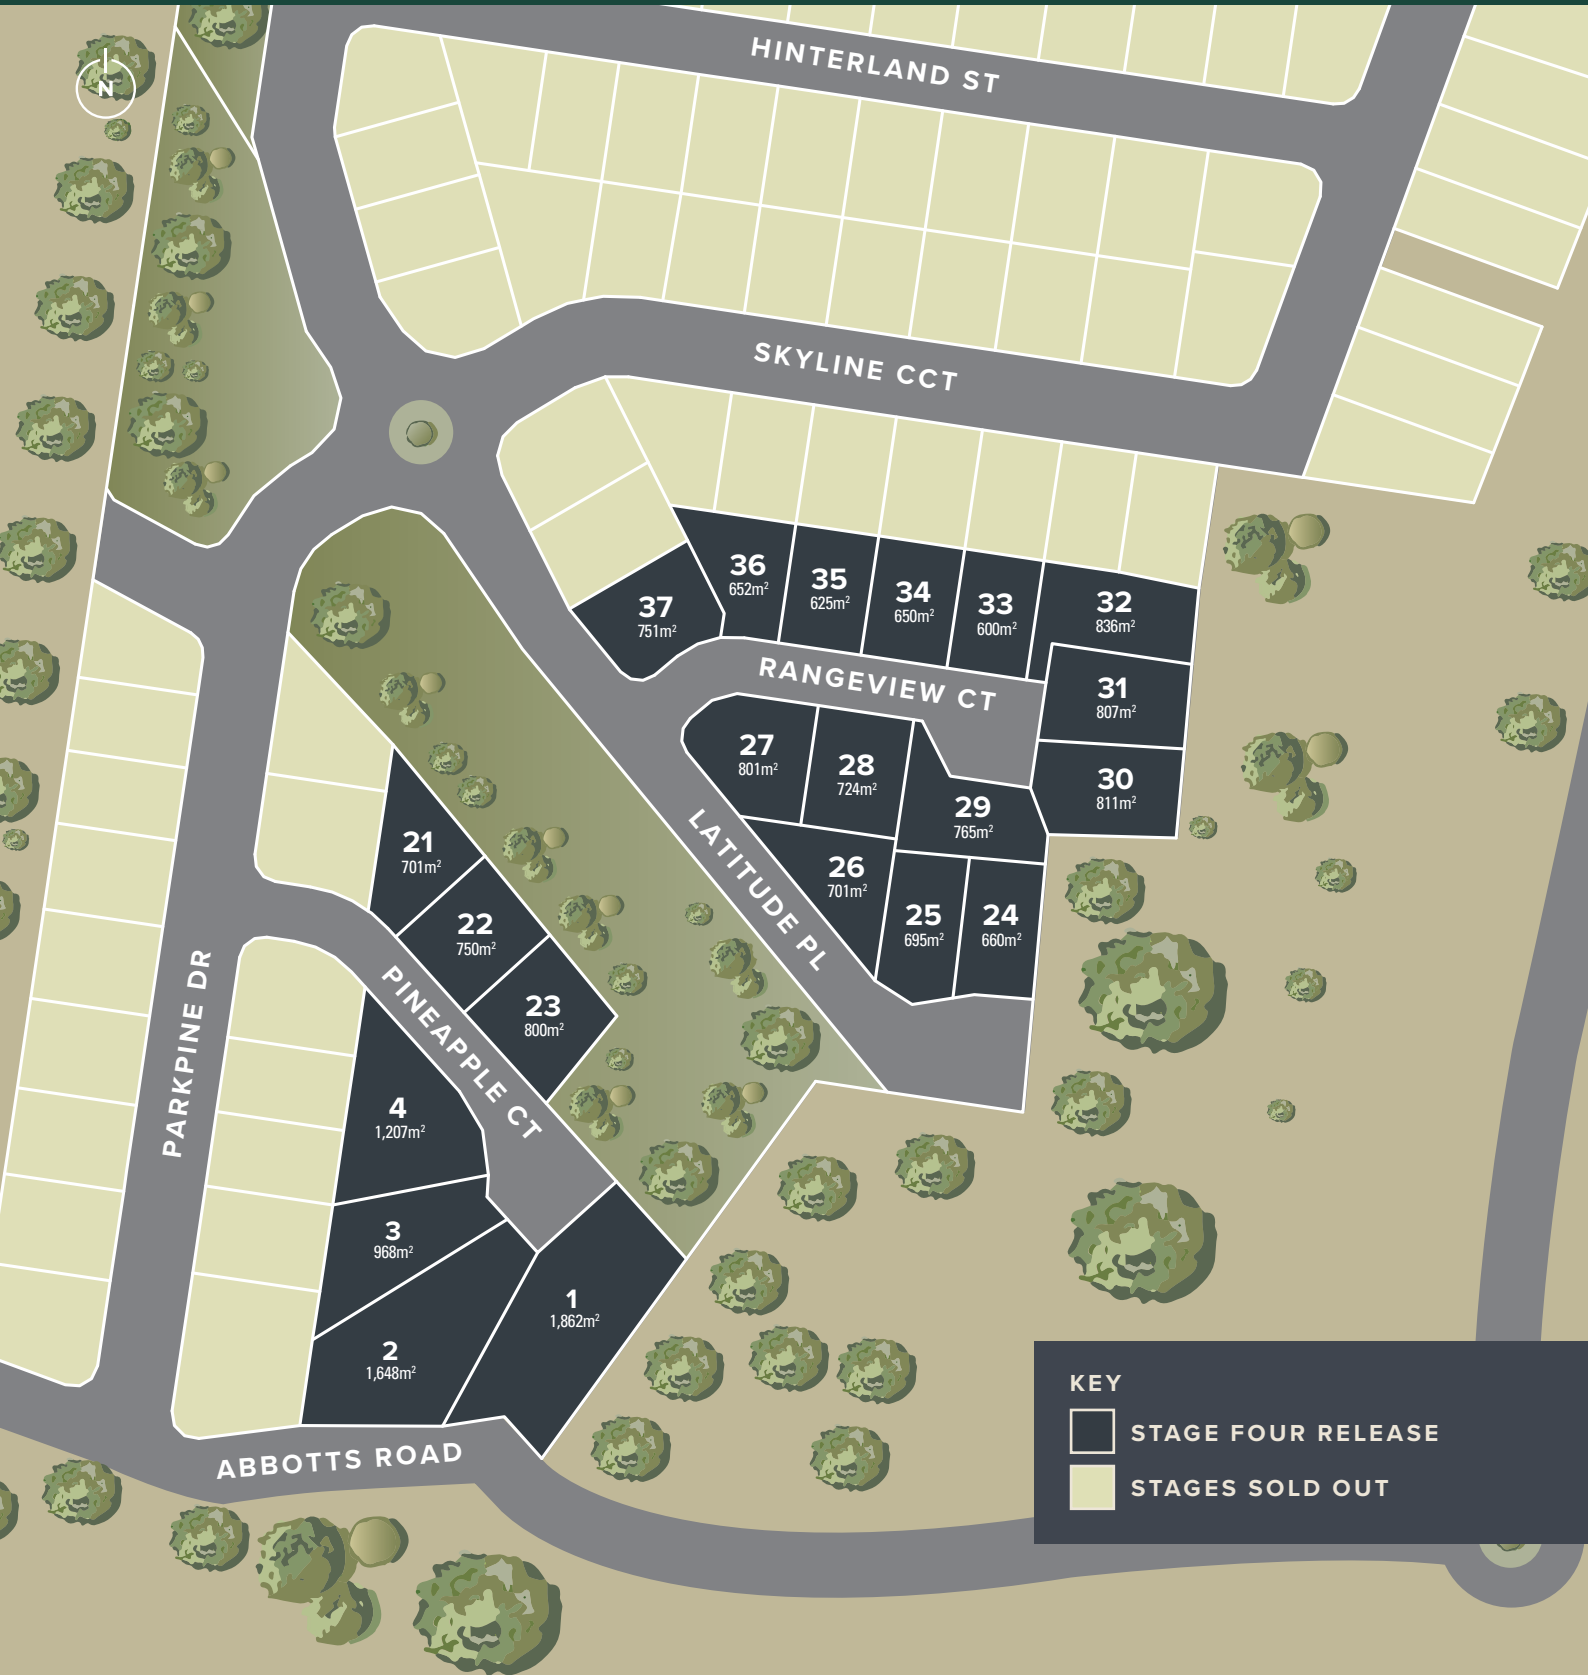 N
HINTERLAND ST
SKYLINE CCT
36
652m²
35
625m²
34
650m²
33
600m²
32
836m²
37
751m²
RANGEVIEW CT
31
807m²
27
801m²
28
724m²
30
811m²
29
765m²
21
701m²
LATITUDE PL
26
701m²
22
750m²
25
695m²
24
660m²
PARKPINE DR
PINEAPPLE CT
23
800m²
4
1,207m²
3
968m²
1
1,862m²
2
1,648m²
ABBOTTS ROAD
KEY
STAGE FOUR RELEASE
STAGES SOLD OUT